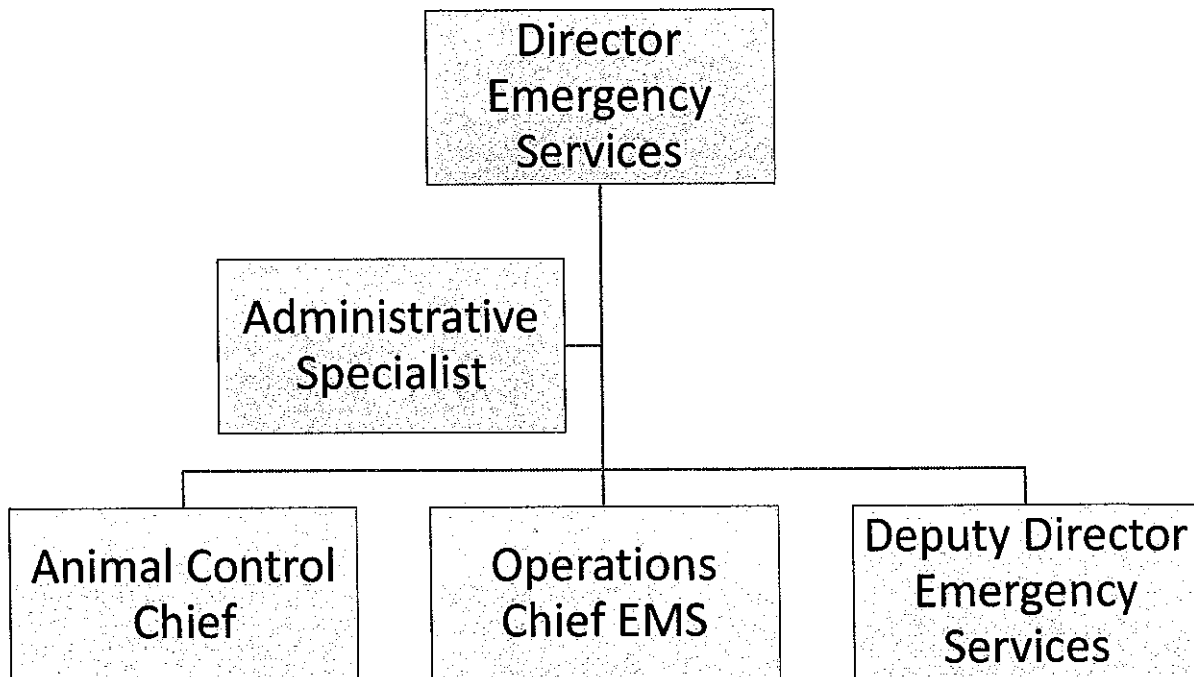 Director
Emergency
Services
Administrative
Specialist
Animal Control
Chief
Operations
Chief EMS
Deputy Director
Emergency
Services